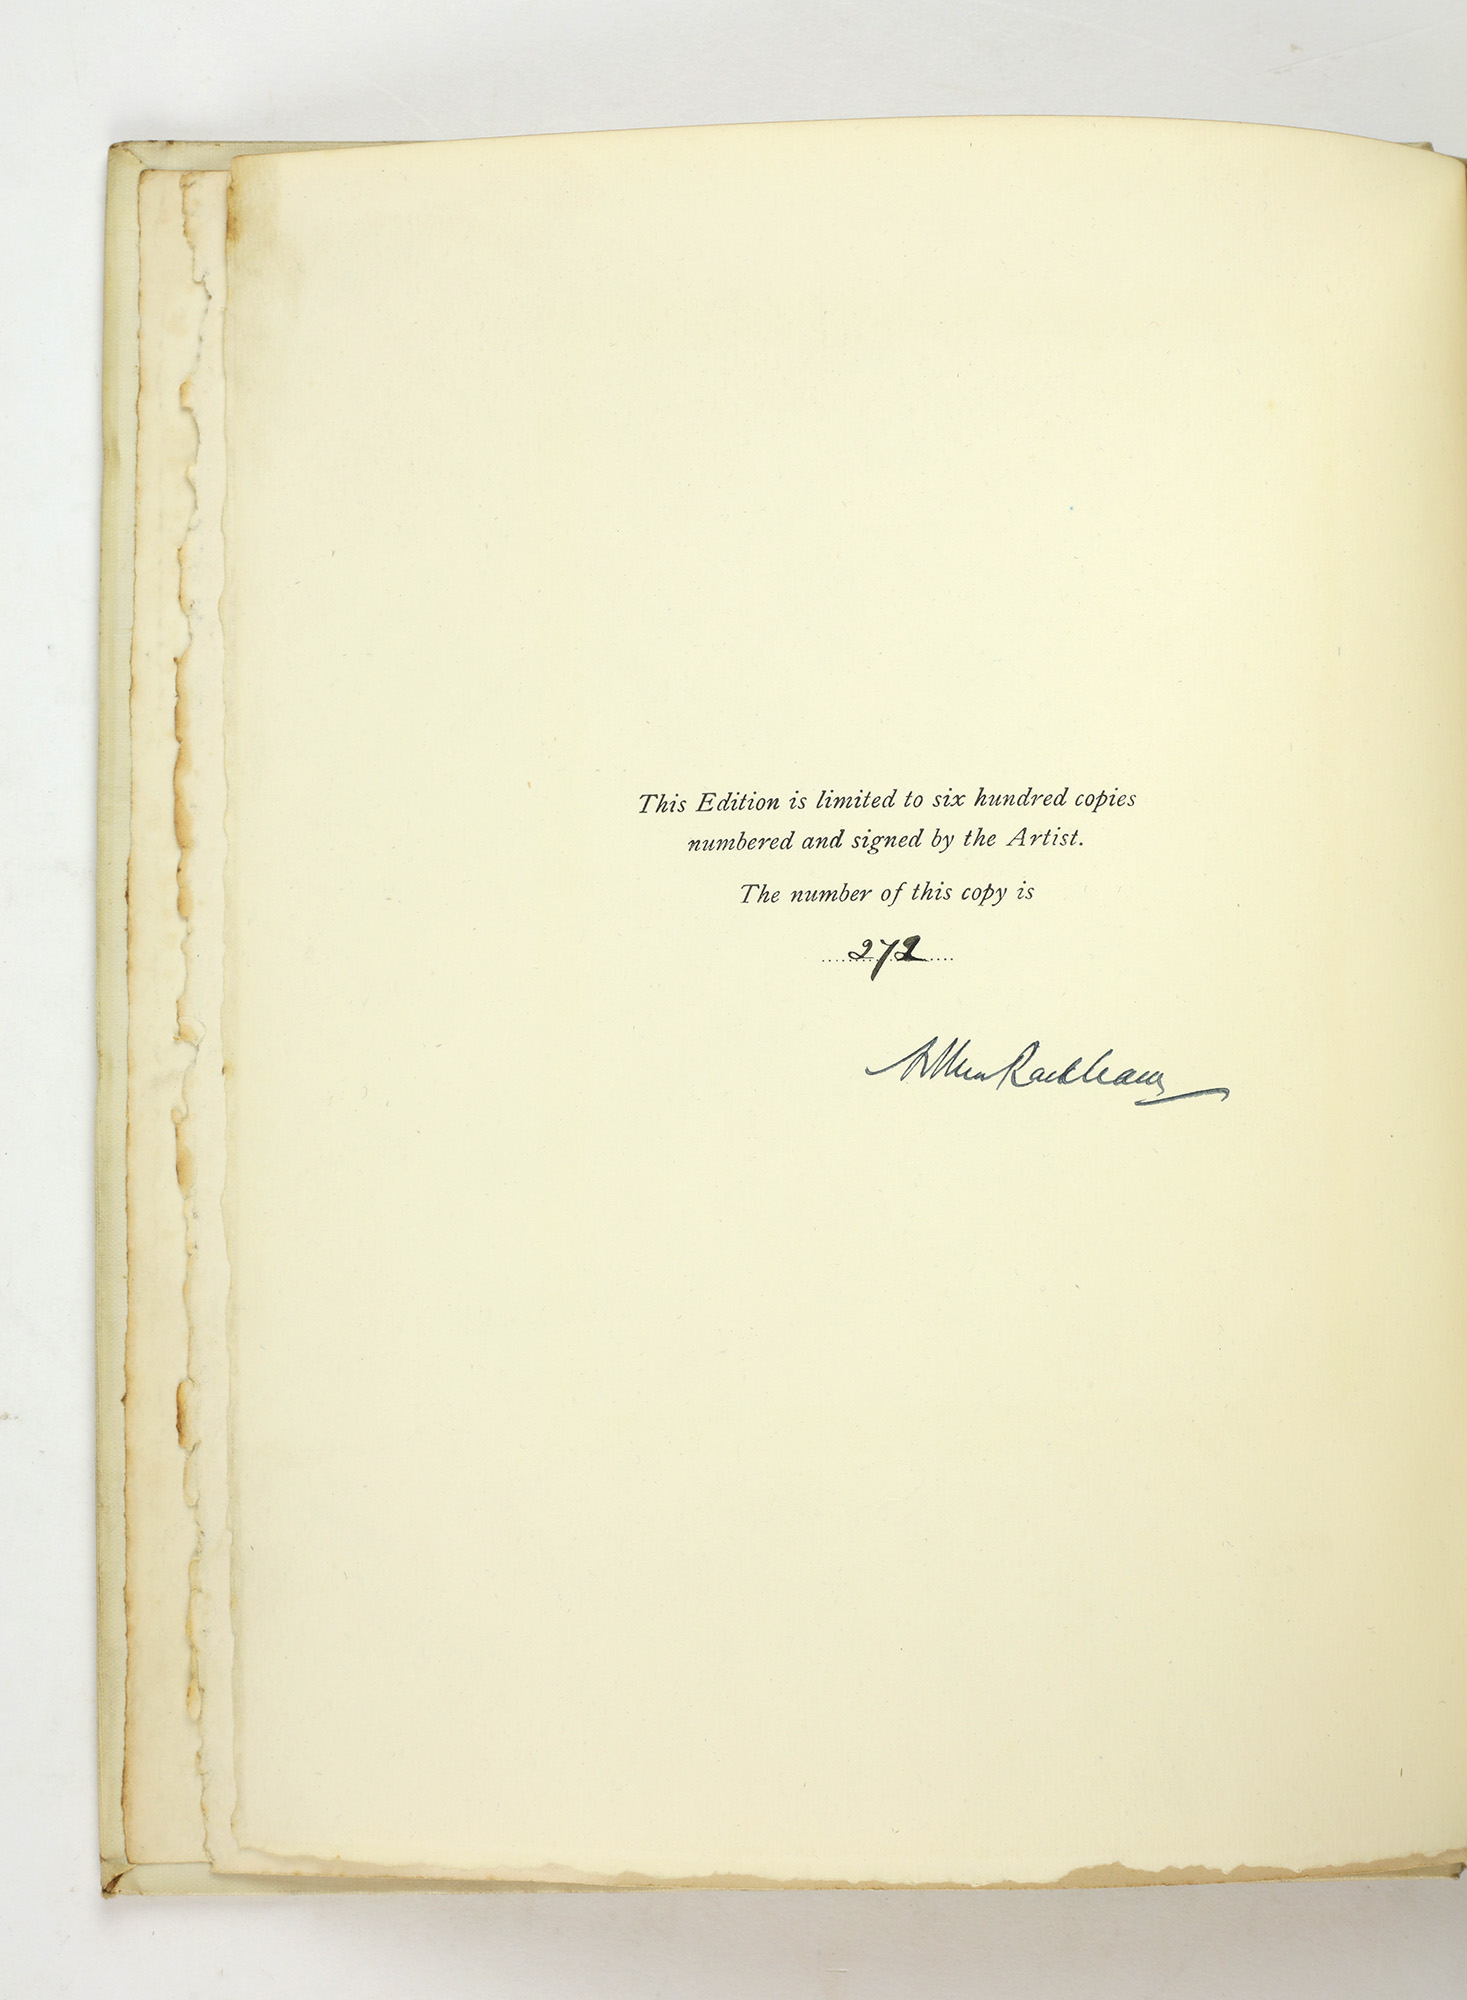 This Edition is limited to six hundred copies
numbered and signed by the Artist.
The number of this copy is
272
Arthur Rackham